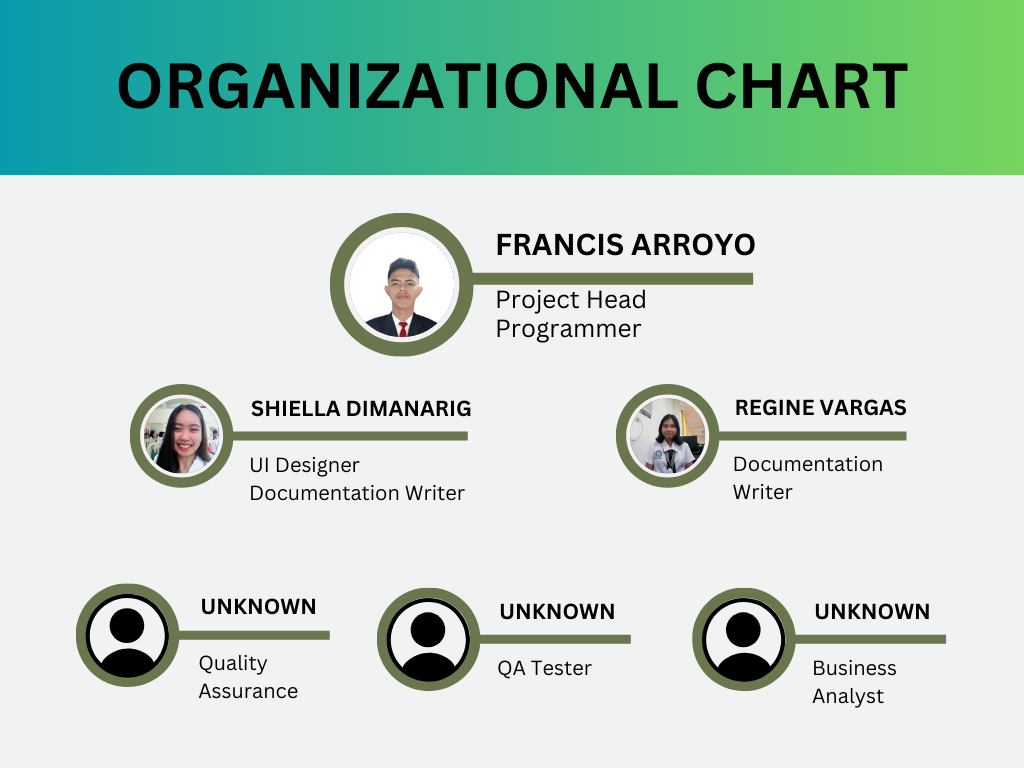 ORGANIZATIONAL CHART
FRANCIS ARROYO
Project Head
Programmer
SHIELLA DIMANARIG
UI Designer
Documentation Writer
REGINE VARGAS
Documentation
Writer
UNKNOWN
Quality
Assurance
UNKNOWN
QA Tester
UNKNOWN
Business
Analyst